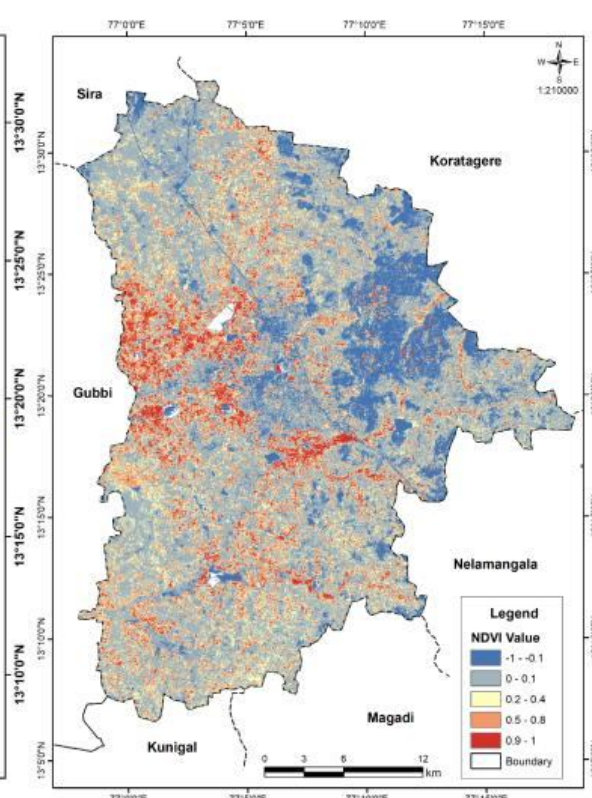 77°0'0"E 77°5'0"E 77°10'0"E 77°15'0"E
N
W E
S
1:210000
Sira
Koratagere
Gubbi
Nelamangala
Magadi
Kunigal
13°30'0"N
13°25'0"N
13°20'0"N
13°15'0"N
13°10'0"N
13°30'0"N
13°25'0"N
13°20'0"N
13°15'0"N
13°10'0"N
13°5'0"N
Legend
NDVI Value
-1 - -0.1
0 - 0.1
0.2 - 0.4
0.5 - 0.8
0.9 - 1
Boundary
0 3 6 12
km